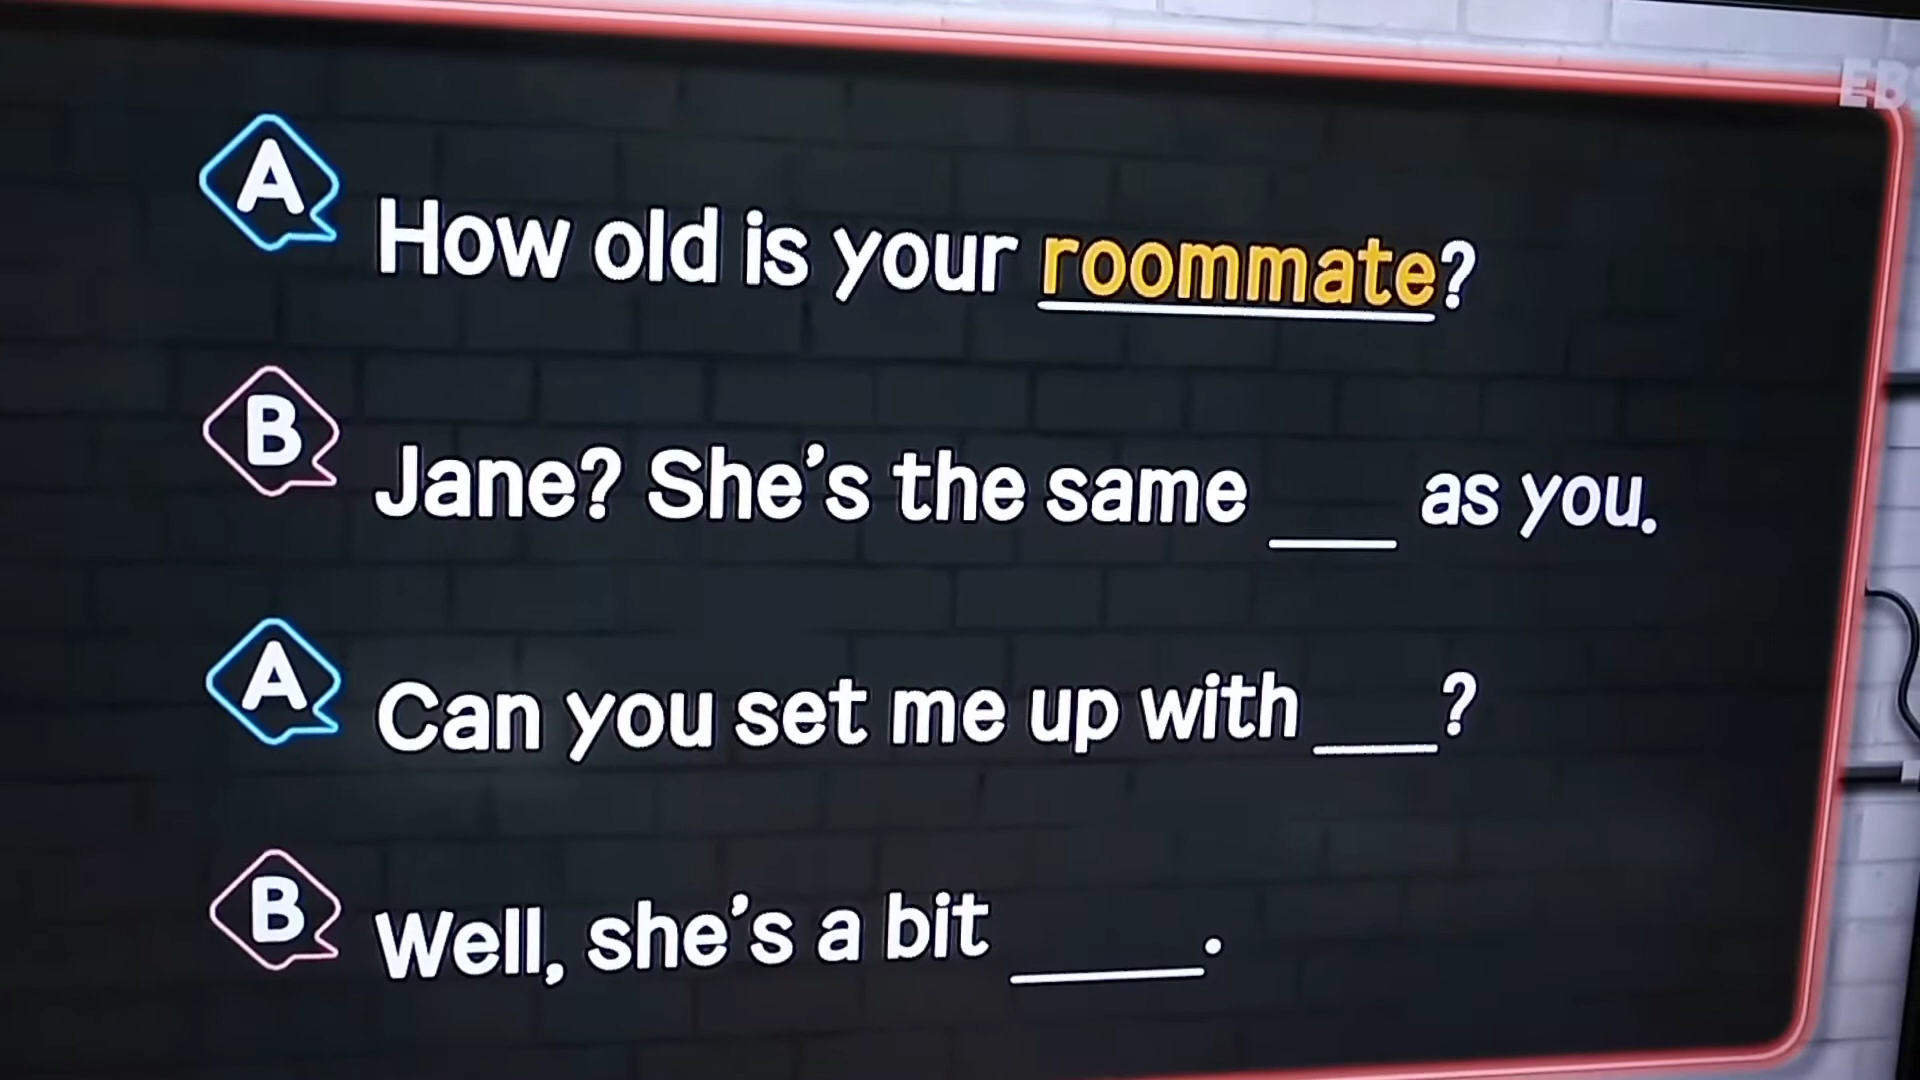 A How old is your roommate?
B Jane? She's the same ___ as you.
A Can you set me up with ___?
B Well, she's a bit ____.